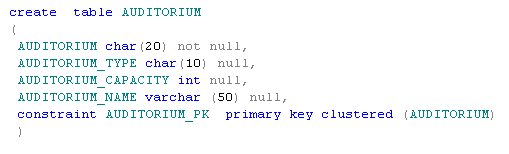 create  table AUDITORIUM
(
 AUDITORIUM char(20) not null,
 AUDITORIUM_TYPE char(10) null,
 AUDITORIUM_CAPACITY int null,
 AUDITORIUM_NAME varchar (50) null,
 constraint AUDITORIUM_PK  primary key clustered (AUDITORIUM)
 )